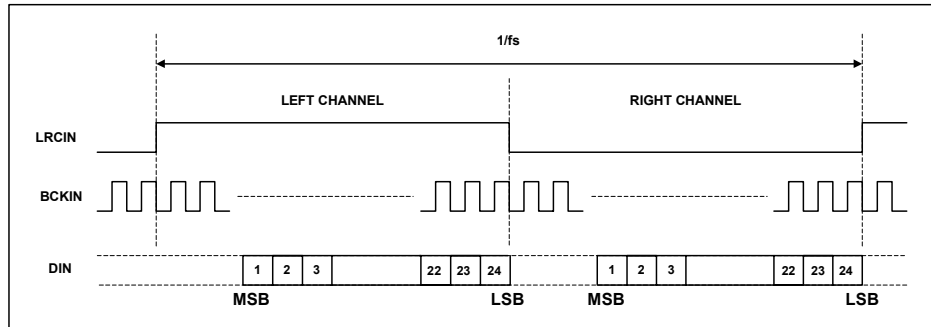 1/fs
LEFT CHANNEL RIGHT CHANNEL
LRCIN
BCKIN
DIN 1 2 3 22 23 24 1 2 3 22 23 24
MSB LSB MSB LSB